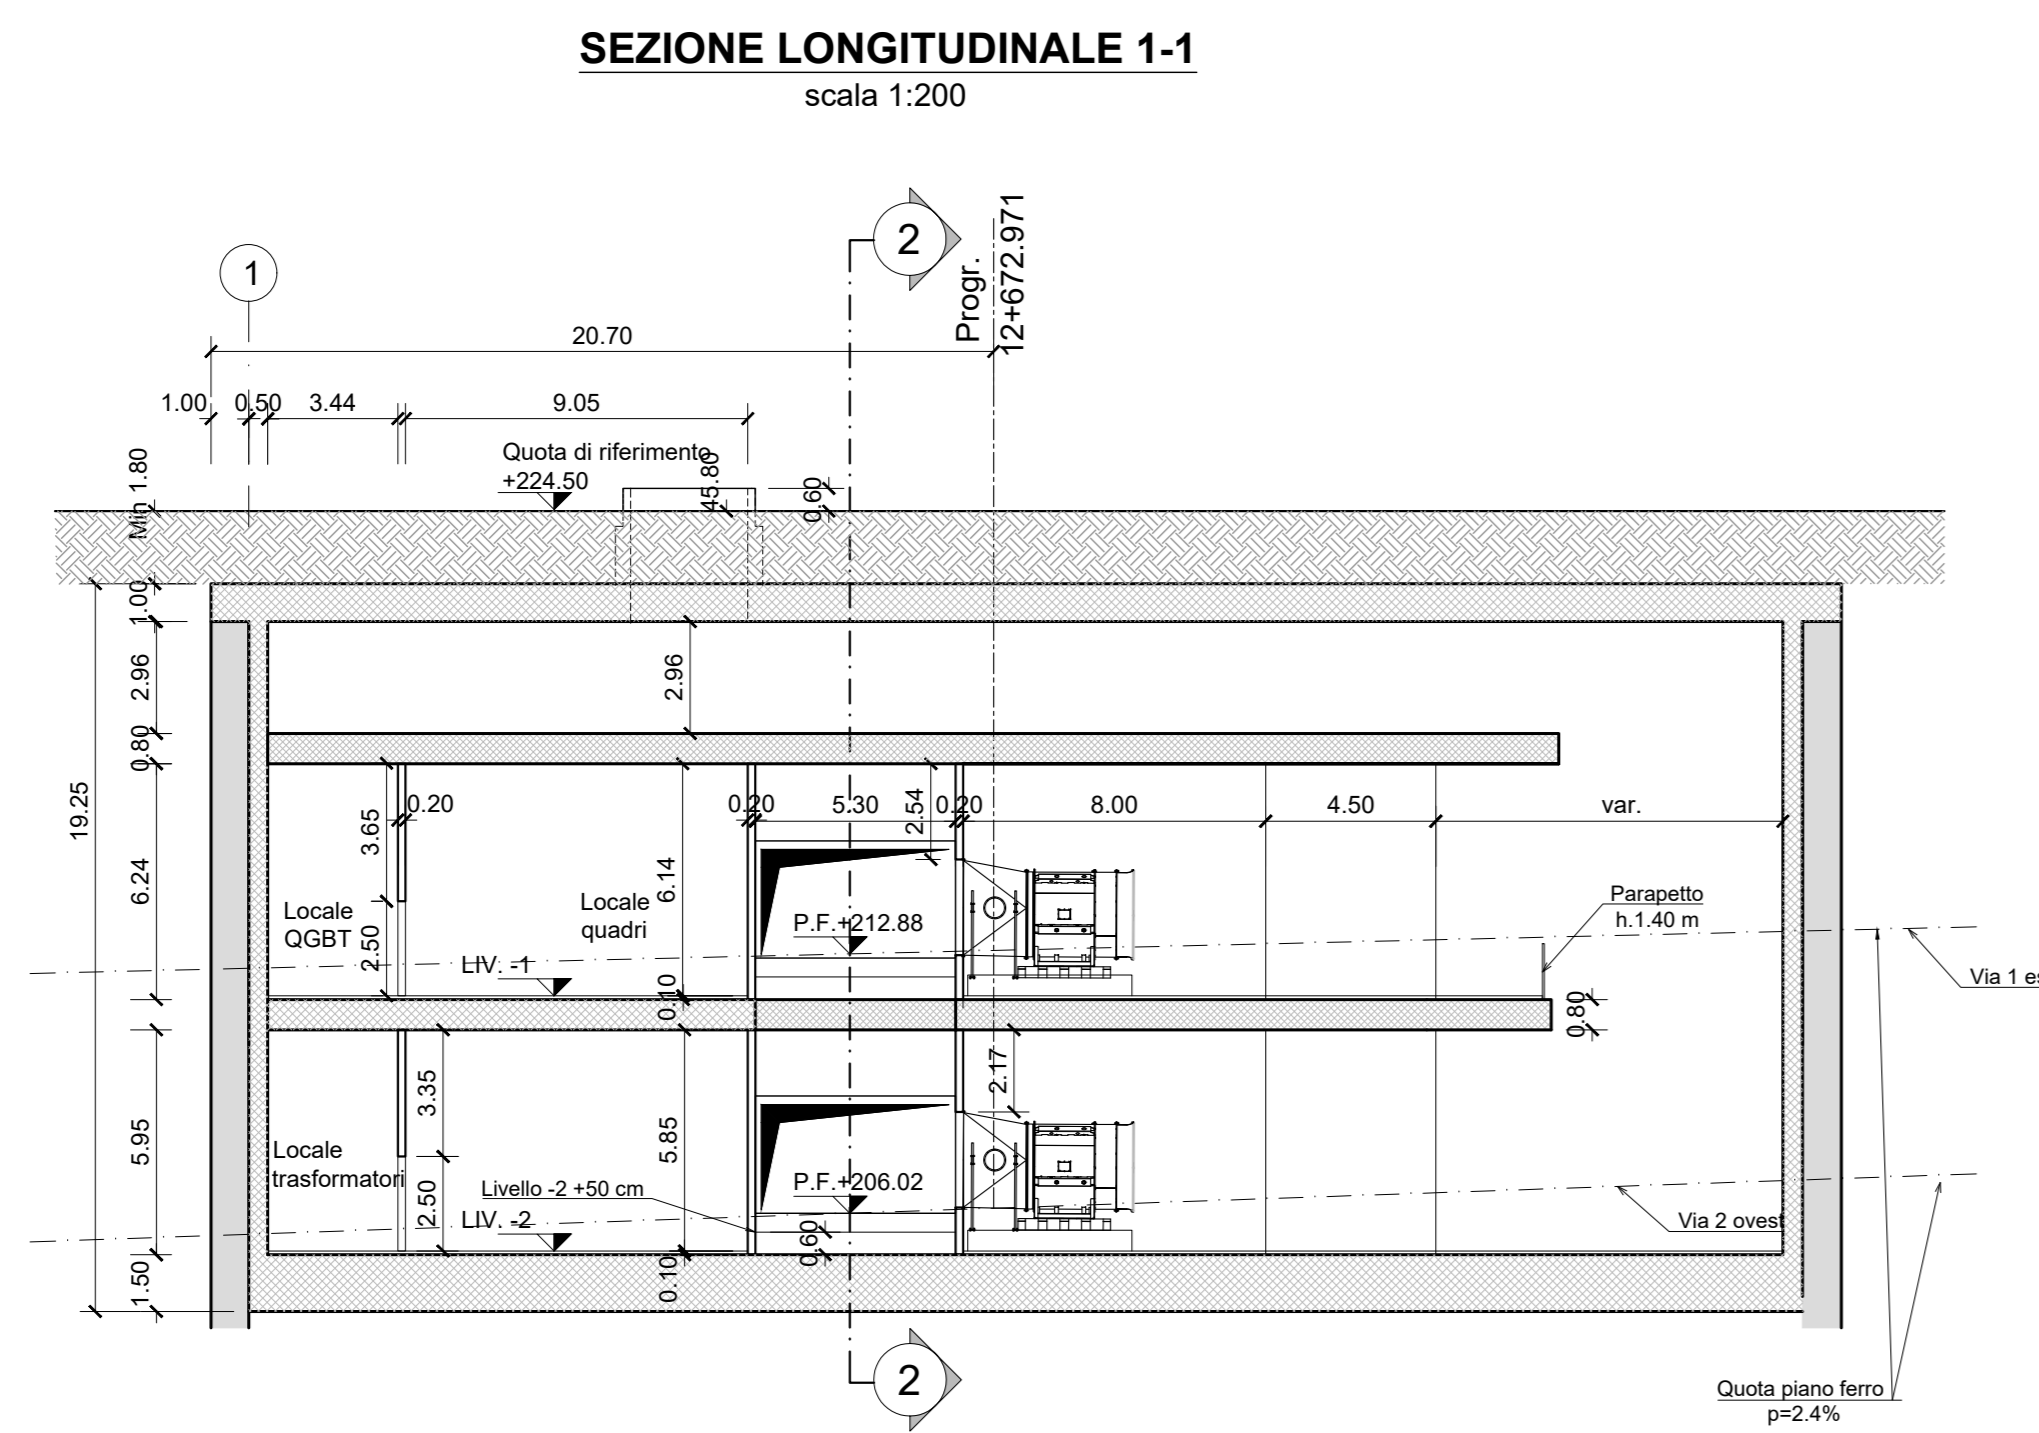 SEZIONE LONGITUDINALE 1-1
scala 1:200
2
1
Progr.
12+672.971
20.70
1.00 0.50 3.44 9.05
Quota di riferimento
+224.50
45.80
0.60
Min 1.80
1.00
2.96
2.96
0.80
19.25
3.65
0.20
0.20
5.30
2.54
0.20
8.00
4.50
var.
6.24
6.14
Locale
QGBT
Locale
quadri
P.F.+212.88
Parapetto
h.1.40 m
2.50
LIV. -1
0.10
Via 1 es
0.80
3.35
2.17
5.95
5.85
Locale
trasformatori
Livello -2 +50 cm
P.F.+206.02
2.50
LIV. -2
0.60
Via 2 ovest
1.50
0.10
2
Quota piano ferro
p=2.4%